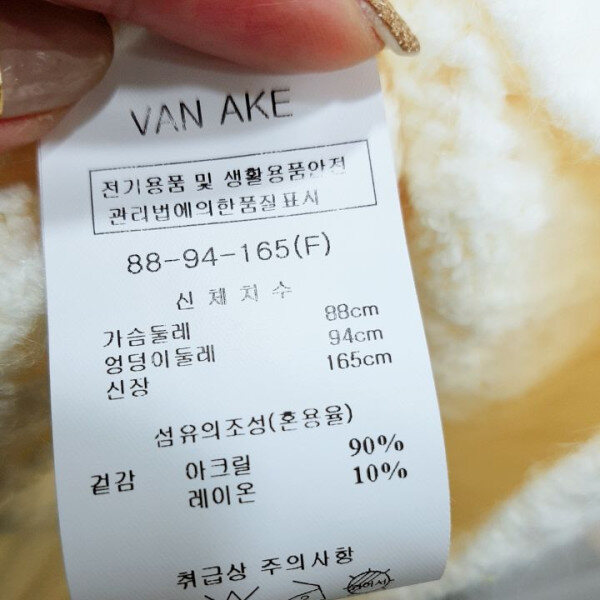 VAN AKE
전기용품 및 생활용품안전
관리법에의한품질표시
88-94-165(F)
신 체 치 수
가슴둘레 88cm
엉덩이둘레 94cm
신장 165cm
섬유의조성(혼용율)
겉감 아크릴 90%
레이온 10%
취급상 주의사항